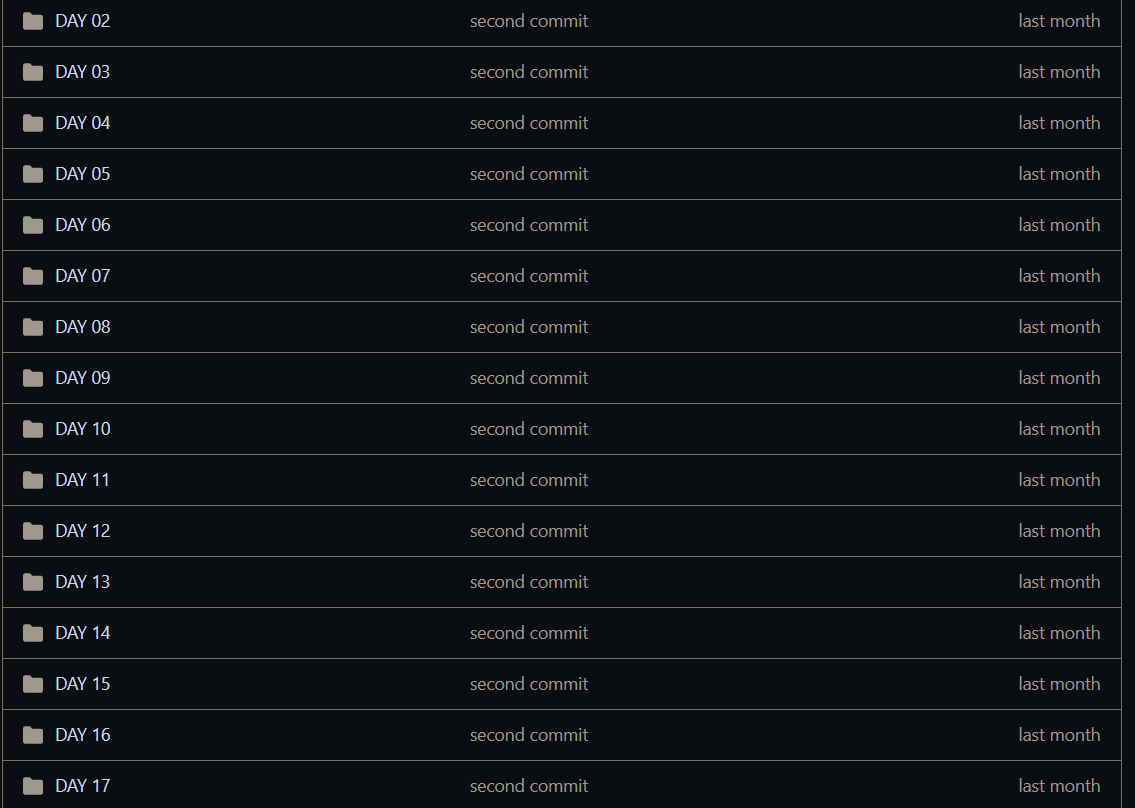 DAY 02 second commit last month
DAY 03 second commit last month
DAY 04 second commit last month
DAY 05 second commit last month
DAY 06 second commit last month
DAY 07 second commit last month
DAY 08 second commit last month
DAY 09 second commit last month
DAY 10 second commit last month
DAY 11 second commit last month
DAY 12 second commit last month
DAY 13 second commit last month
DAY 14 second commit last month
DAY 15 second commit last month
DAY 16 second commit last month
DAY 17 second commit last month